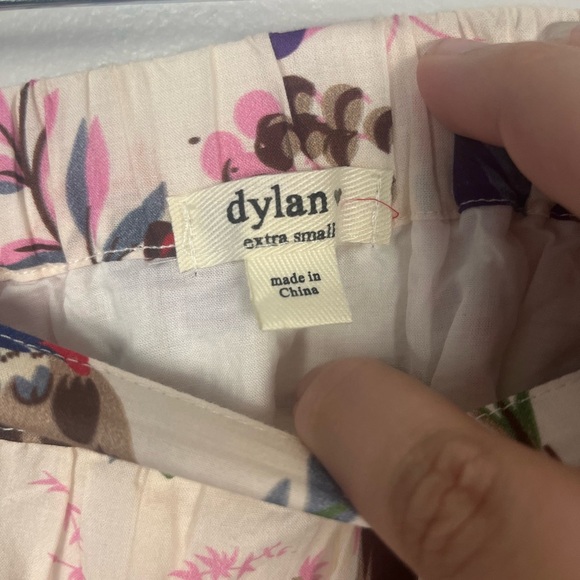 dylan
extra small
made in
China